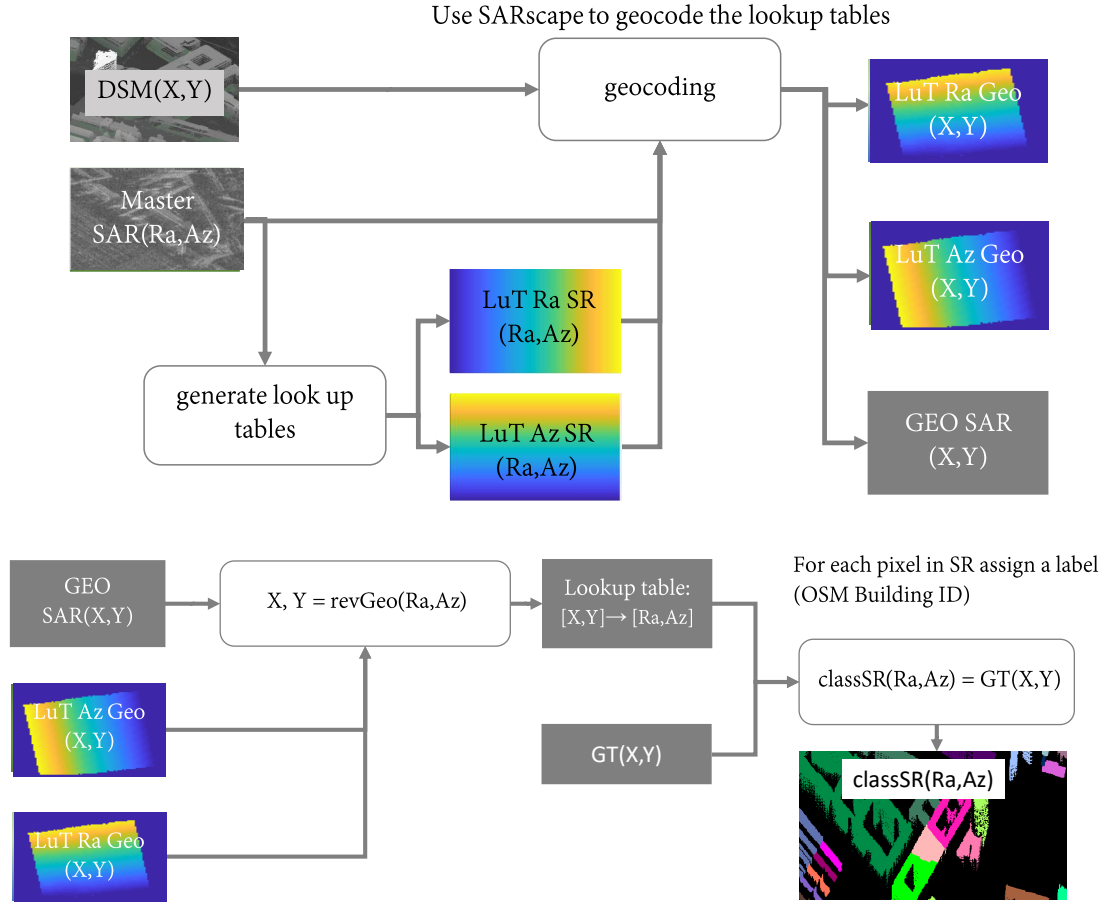 Use SARscape to geocode the lookup tables
DSM(X,Y)
geocoding
LuT Ra Geo
(X,Y)
Master
SAR(Ra,Az)
LuT Az Geo
(X,Y)
LuT Ra SR
(Ra,Az)
generate look up
tables
LuT Az SR
(Ra,Az)
GEO SAR
(X,Y)
GEO
SAR(X,Y)
X, Y = revGeo(Ra,Az)
Lookup table:
[X,Y]→ [Ra,Az]
For each pixel in SR assign a label
(OSM Building ID)
classSR(Ra,Az) = GT(X,Y)
LuT Az Geo
(X,Y)
GT(X,Y)
classSR(Ra,Az)
LuT Ra Geo
(X,Y)